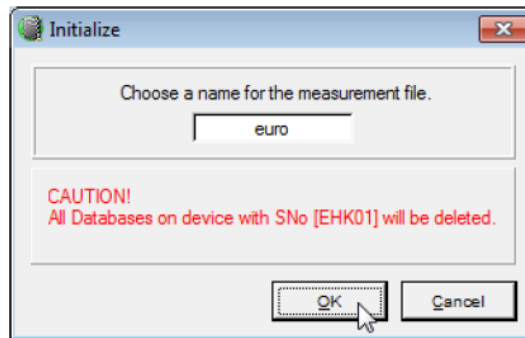 Initialize
Choose a name for the measurement file.
euro
CAUTION!
All Databases on device with SNo [EHK01] will be deleted.
OK
Cancel